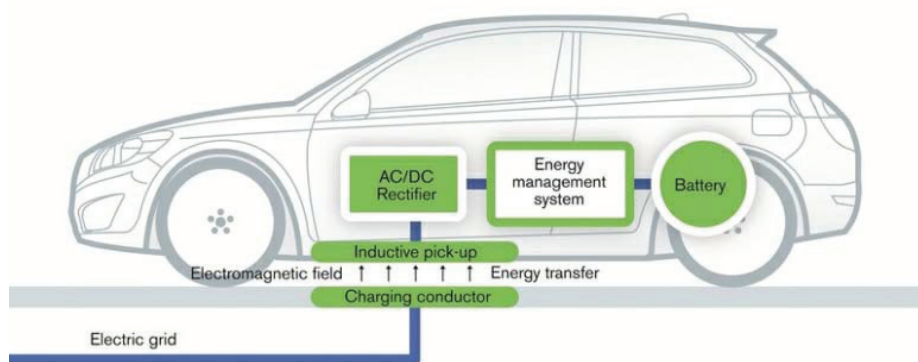 AC/DC
Rectifier
Energy
management
system
Battery
Inductive pick-up
Electromagnetic field
Energy transfer
Charging conductor
Electric grid